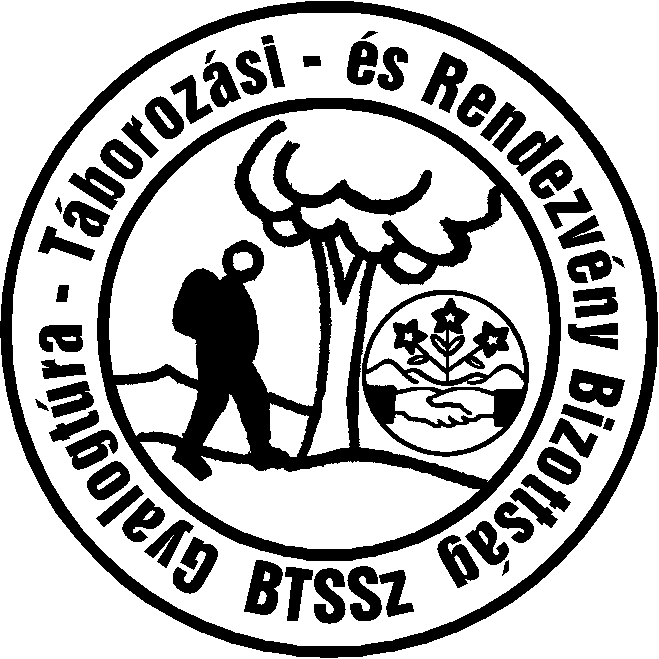 Gyalogtúra - Táborozási - és Rendezvény Bizottság
BTSSz